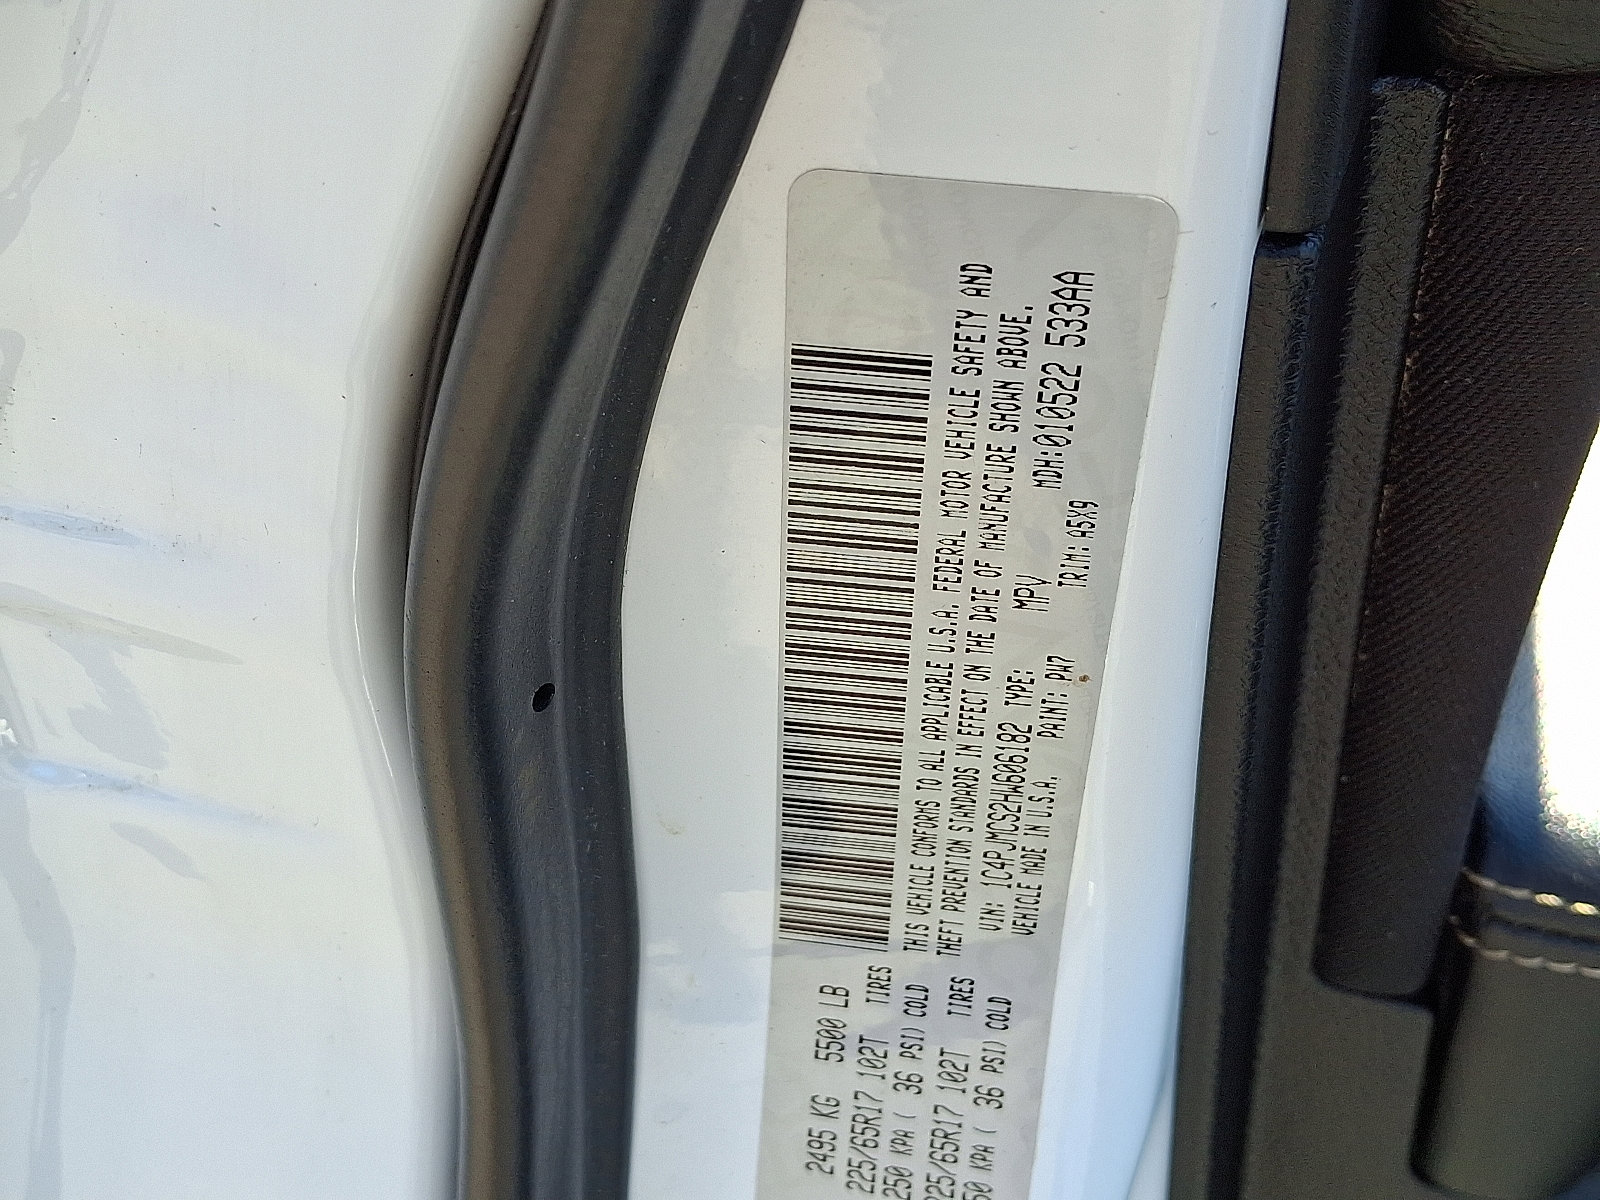 2495 KG 5500 LB
225/65R17 102T TIRES
250 KPA ( 36 PSI) COLD
225/65R17 102T TIRES
250 KPA ( 36 PSI) COLD
THIS VEHICLE CONFORMS TO ALL APPLICABLE U.S.A. FEDERAL MOTOR VEHICLE SAFETY AND
THEFT PREVENTION STANDARDS IN EFFECT ON THE DATE OF MANUFACTURE SHOWN ABOVE.
VIN: 1C4PJMCS2HW606182 TYPE: MPV MDH:010522 533AA
VEHICLE MADE IN U.S.A. PAINT: PW7 TRIM: A5X9